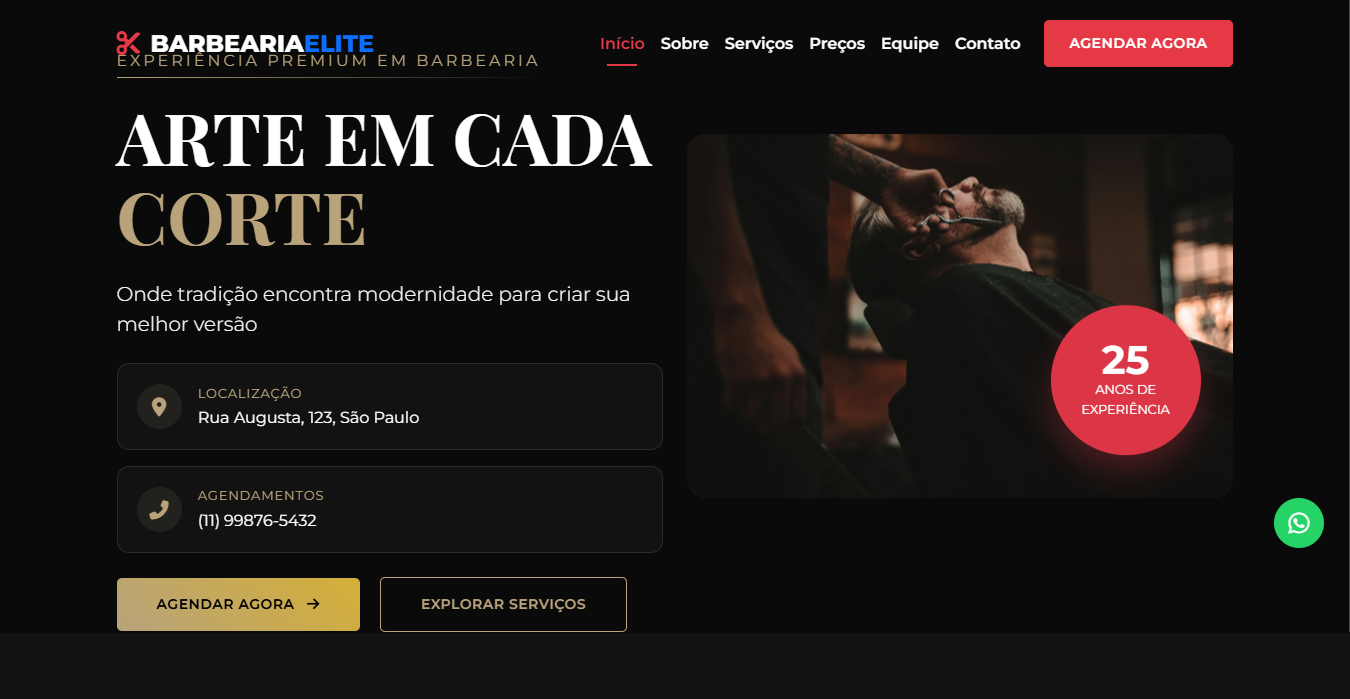 BARBEARIAELITE
Início Sobre Serviços Preços Equipe Contato AGENDAR AGORA
EXPERIÊNCIA PREMIUM EM BARBEARIA
ARTE EM CADA
CORTE
Onde tradição encontra modernidade para criar sua
melhor versão
LOCALIZAÇÃO
Rua Augusta, 123, São Paulo
AGENDAMENTOS
(11) 99876-5432
AGENDAR AGORA
EXPLORAR SERVIÇOS
25
ANOS DE
EXPERIÊNCIA